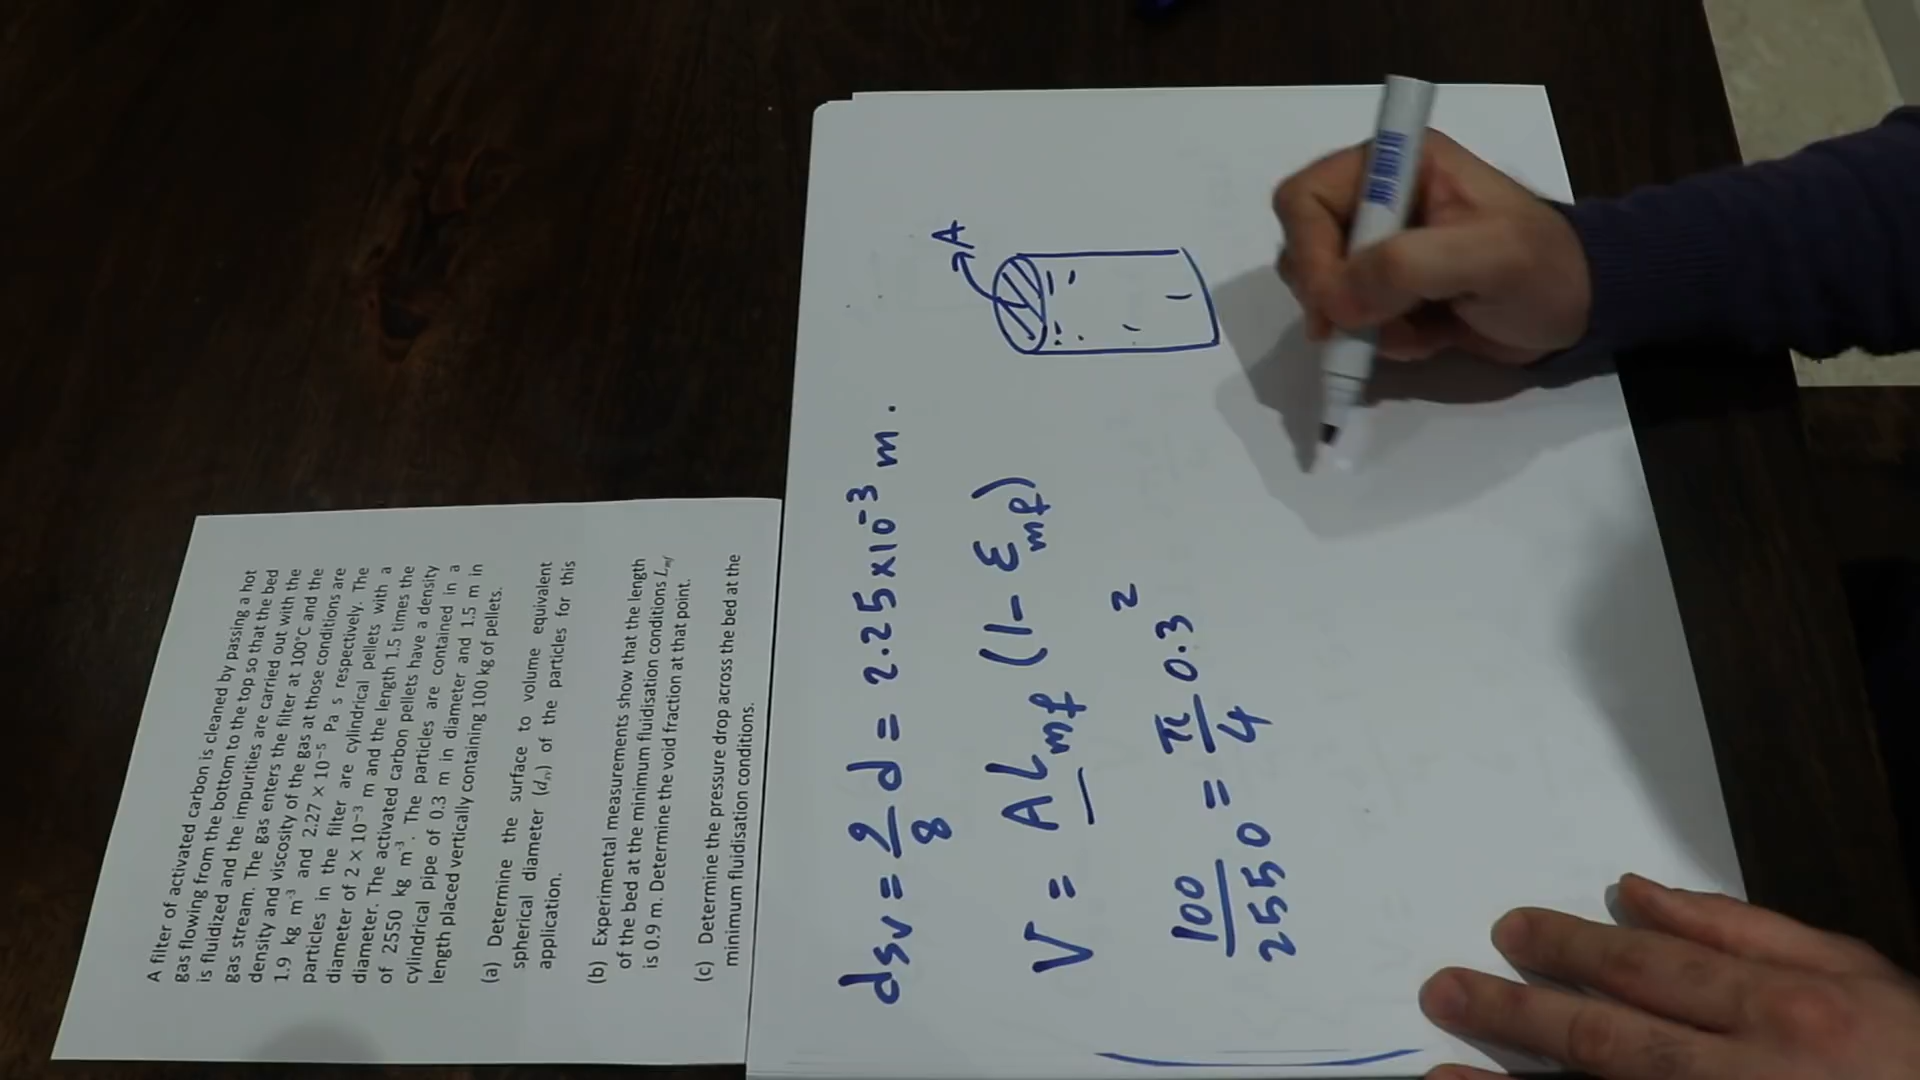 A filter of activated carbon is cleaned by passing a hot
gas flowing from the bottom to the top so that the bed
is fluidized and the impurities are carried out with the
gas stream. The gas enters the filter at 100°C and the
density and viscosity of the gas at those conditions are
1.9 kg m⁻³ and 2.27 × 10⁻⁵ Pa s respectively. The
particles in the filter are cylindrical pellets with a
diameter of 2 × 10⁻³ m and the length 1.5 times the
diameter. The activated carbon pellets have a density
of 2550 kg m⁻³. The particles are contained in a
cylindrical pipe of 0.3 m in diameter and 1.5 m in
length placed vertically containing 100 kg of pellets.
(a) Determine the surface to volume equivalent
spherical diameter (dₛᵥ) of the particles for this
application.
(b) Experimental measurements show that the length
of the bed at the minimum fluidisation conditions Lmf
is 0.9 m. Determine the void fraction at that point.
(c) Determine the pressure drop across the bed at the
minimum fluidisation conditions.
dsv = 9/8 d = 2.25×10⁻³ m.
A
V = A Lmf (1- εmf)
100/2550 = π/4 0.3²